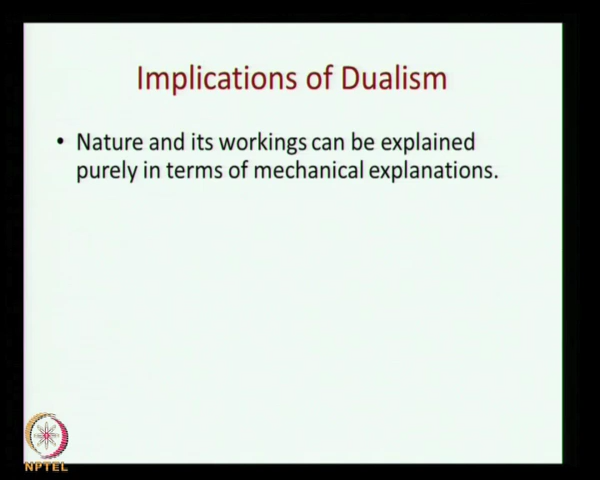 Implications of Dualism
• Nature and its workings can be explained
purely in terms of mechanical explanations.
NPTEL